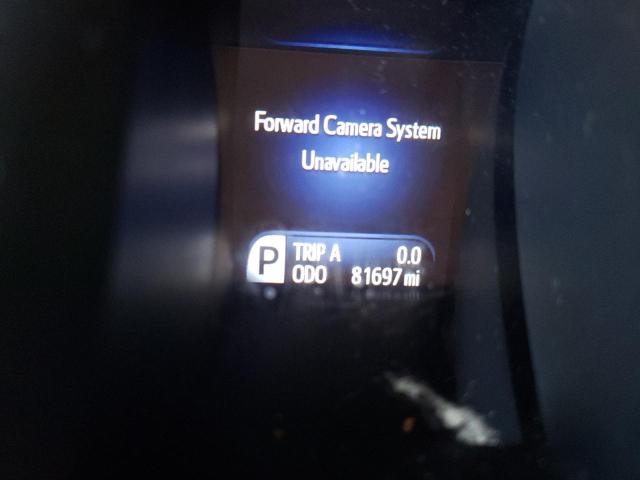 Forward Camera System
Unavailable
P
TRIP A 0.0
ODO 81697 mi